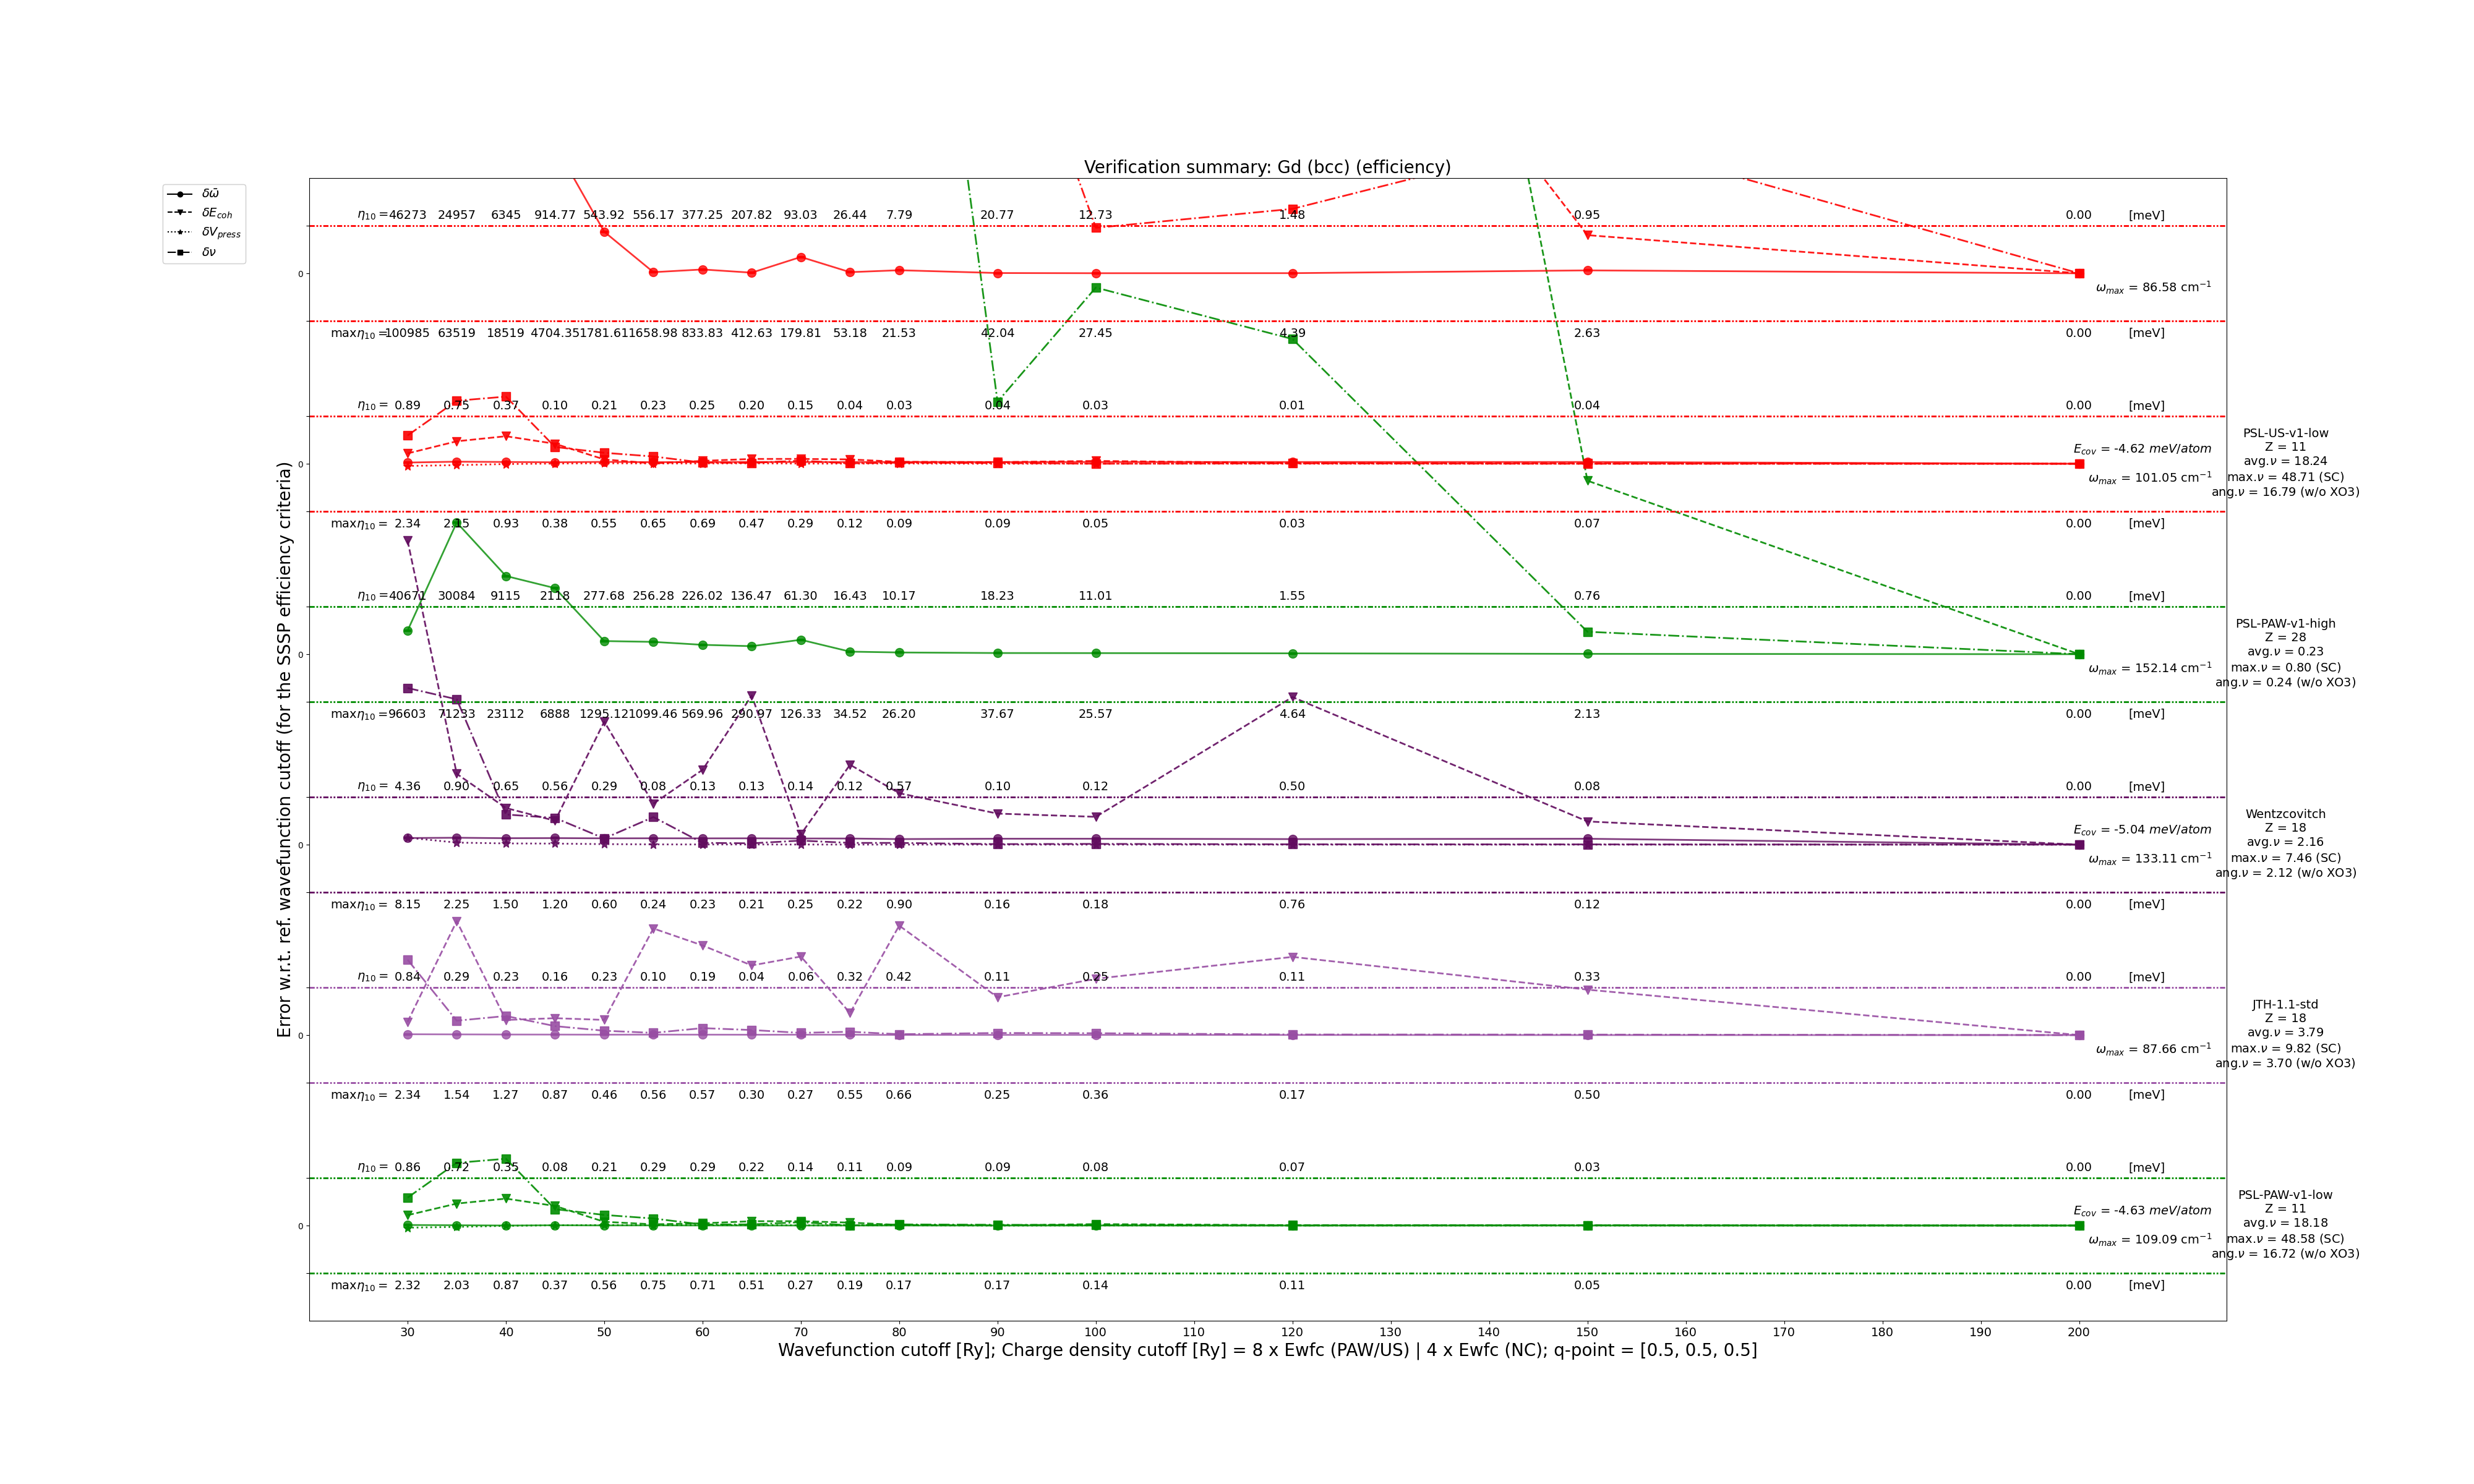 Verification summary: Gd (bcc) (efficiency)
δω̄
δE_coh
δV_press
δν
Error w.r.t. ref. wavefunction cutoff (for the SSSP efficiency criteria)
η₁₀ = 46273 24957 6345 914.77 543.92 556.17 377.25 207.82 93.03 26.44 7.79 20.77 12.73 1.48 0.95 0.00 [meV]
0
ω_max = 86.58 cm⁻¹
maxη₁₀ = 100985 63519 18519 4704.35 1781.61 1658.98 833.83 412.63 179.81 53.18 21.53 42.04 27.45 4.39 2.63 0.00 [meV]
η₁₀ = 0.89 0.75 0.37 0.10 0.21 0.23 0.25 0.20 0.15 0.04 0.03 0.04 0.03 0.01 0.04 0.00 [meV]
PSL-US-v1-low
Z = 11
E_cov = -4.62 meV/atom
avg.ν = 18.24
0
ω_max = 101.05 cm⁻¹
max.ν = 48.71 (SC)
ang.ν = 16.79 (w/o XO3)
maxη₁₀ = 2.34 2.15 0.93 0.38 0.55 0.65 0.69 0.47 0.29 0.12 0.09 0.09 0.05 0.03 0.07 0.00 [meV]
η₁₀ = 40671 30084 9115 2118 277.68 256.28 226.02 136.47 61.30 16.43 10.17 18.23 11.01 1.55 0.76 0.00 [meV]
PSL-PAW-v1-high
Z = 28
avg.ν = 0.23
0
ω_max = 152.14 cm⁻¹
max.ν = 0.80 (SC)
ang.ν = 0.24 (w/o XO3)
maxη₁₀ = 96603 71233 23112 6888 1295.12 1099.46 569.96 290.97 126.33 34.52 26.20 37.67 25.57 4.64 2.13 0.00 [meV]
η₁₀ = 4.36 0.90 0.65 0.56 0.29 0.08 0.13 0.13 0.14 0.12 0.57 0.10 0.12 0.50 0.08 0.00 [meV]
Wentzcovitch
Z = 18
E_cov = -5.04 meV/atom
avg.ν = 2.16
0
ω_max = 133.11 cm⁻¹
max.ν = 7.46 (SC)
ang.ν = 2.12 (w/o XO3)
maxη₁₀ = 8.15 2.25 1.50 1.20 0.60 0.24 0.23 0.21 0.25 0.22 0.90 0.16 0.18 0.76 0.12 0.00 [meV]
η₁₀ = 0.84 0.29 0.23 0.16 0.23 0.10 0.19 0.04 0.06 0.32 0.42 0.11 0.25 0.11 0.33 0.00 [meV]
JTH-1.1-std
Z = 18
avg.ν = 3.79
0
ω_max = 87.66 cm⁻¹
max.ν = 9.82 (SC)
ang.ν = 3.70 (w/o XO3)
maxη₁₀ = 2.34 1.54 1.27 0.87 0.46 0.56 0.57 0.30 0.27 0.55 0.66 0.25 0.36 0.17 0.50 0.00 [meV]
η₁₀ = 0.86 0.72 0.35 0.08 0.21 0.29 0.29 0.22 0.14 0.11 0.09 0.09 0.08 0.07 0.03 0.00 [meV]
PSL-PAW-v1-low
Z = 11
E_cov = -4.63 meV/atom
avg.ν = 18.18
0
ω_max = 109.09 cm⁻¹
max.ν = 48.58 (SC)
ang.ν = 16.72 (w/o XO3)
maxη₁₀ = 2.32 2.03 0.87 0.37 0.56 0.75 0.71 0.51 0.27 0.19 0.17 0.17 0.14 0.11 0.05 0.00 [meV]
30 40 50 60 70 80 90 100 110 120 130 140 150 160 170 180 190 200
Wavefunction cutoff [Ry]; Charge density cutoff [Ry] = 8 x Ewfc (PAW/US) | 4 x Ewfc (NC); q-point = [0.5, 0.5, 0.5]